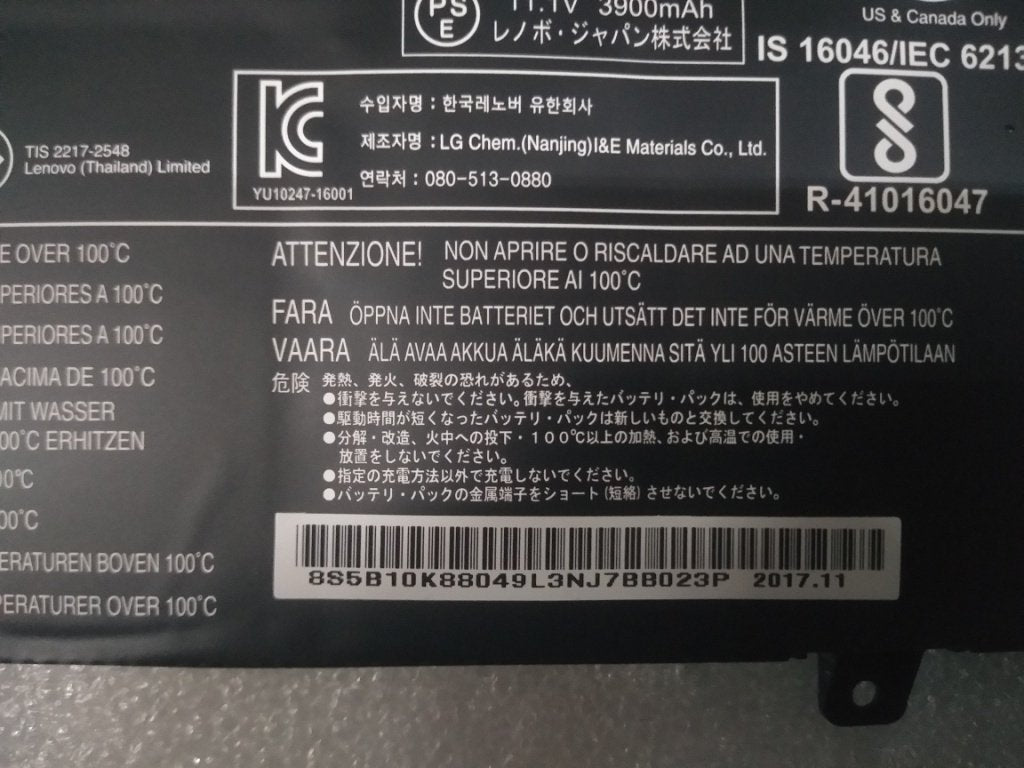 PS
E
11.1V 3900mAh
レノボ・ジャパン株式会社
US & Canada Only
IS 16046/IEC 6213
TIS 2217-2548
Lenovo (Thailand) Limited
KC
YU10247-16001
수입자명 : 한국레노버 유한회사
제조자명 : LG Chem.(Nanjing)I&E Materials Co., Ltd.
연락처 : 080-513-0880
R-41016047
E OVER 100°C
PERIORES A 100°C
PERIORES A 100°C
ACIMA DE 100°C
MIT WASSER
00°C ERHITZEN
00°C
00°C
ERATUREN BOVEN 100°C
PERATURER OVER 100°C
ATTENZIONE! NON APRIRE O RISCALDARE AD UNA TEMPERATURA
SUPERIORE AI 100°C
FARA ÖPPNA INTE BATTERIET OCH UTSÄTT DET INTE FÖR VÄRME ÖVER 100°C
VAARA ÄLÄ AVAA AKKUA ÄLÄKÄ KUUMENNA SITÄ YLI 100 ASTEEN LÄMPÖTILAAN
危険 発熱、発火、破裂の恐れがあるため、
●衝撃を与えないでください。衝撃を与えたバッテリ・パックは、使用をやめてください。
●駆動時間が短くなったバッテリ・パックは新しいものと交換してください。
●分解・改造、火中への投下・100℃以上の加熱、および高温での使用・
放置をしないでください。
●指定の充電方法以外で充電しないでください。
●バッテリ・パックの金属端子をショート(短絡)させないでください。
8S5B10K88049L3NJ7BB023P 2017.11